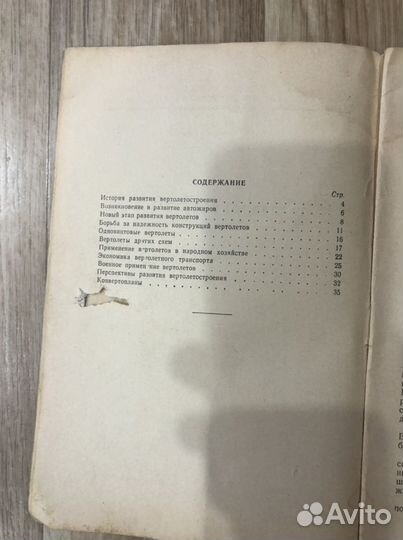 СОДЕРЖАНИЕ
Стр.
История развития вертолетостроения . . . . . . . . 4
Возникновение и развитие автожиров . . . . . . . . 6
Новый этап развития вертолетов . . . . . . . . 8
Борьба за надежность конструкций вертолетов . . . . . . 11
Одновинтовые вертолеты . . . . . . . . . . 16
Вертолеты других схем . . . . . . . . . . 17
Применение вертолетов в народном хозяйстве . . . . . . 22
Экономика вертолетного транспорта . . . . . . . . 25
Военное применение вертолетов . . . . . . . . 30
Перспективы развития вертолетостроения . . . . . . . 32
Конвертопланы . . . . . . . . . . . 35
Avito